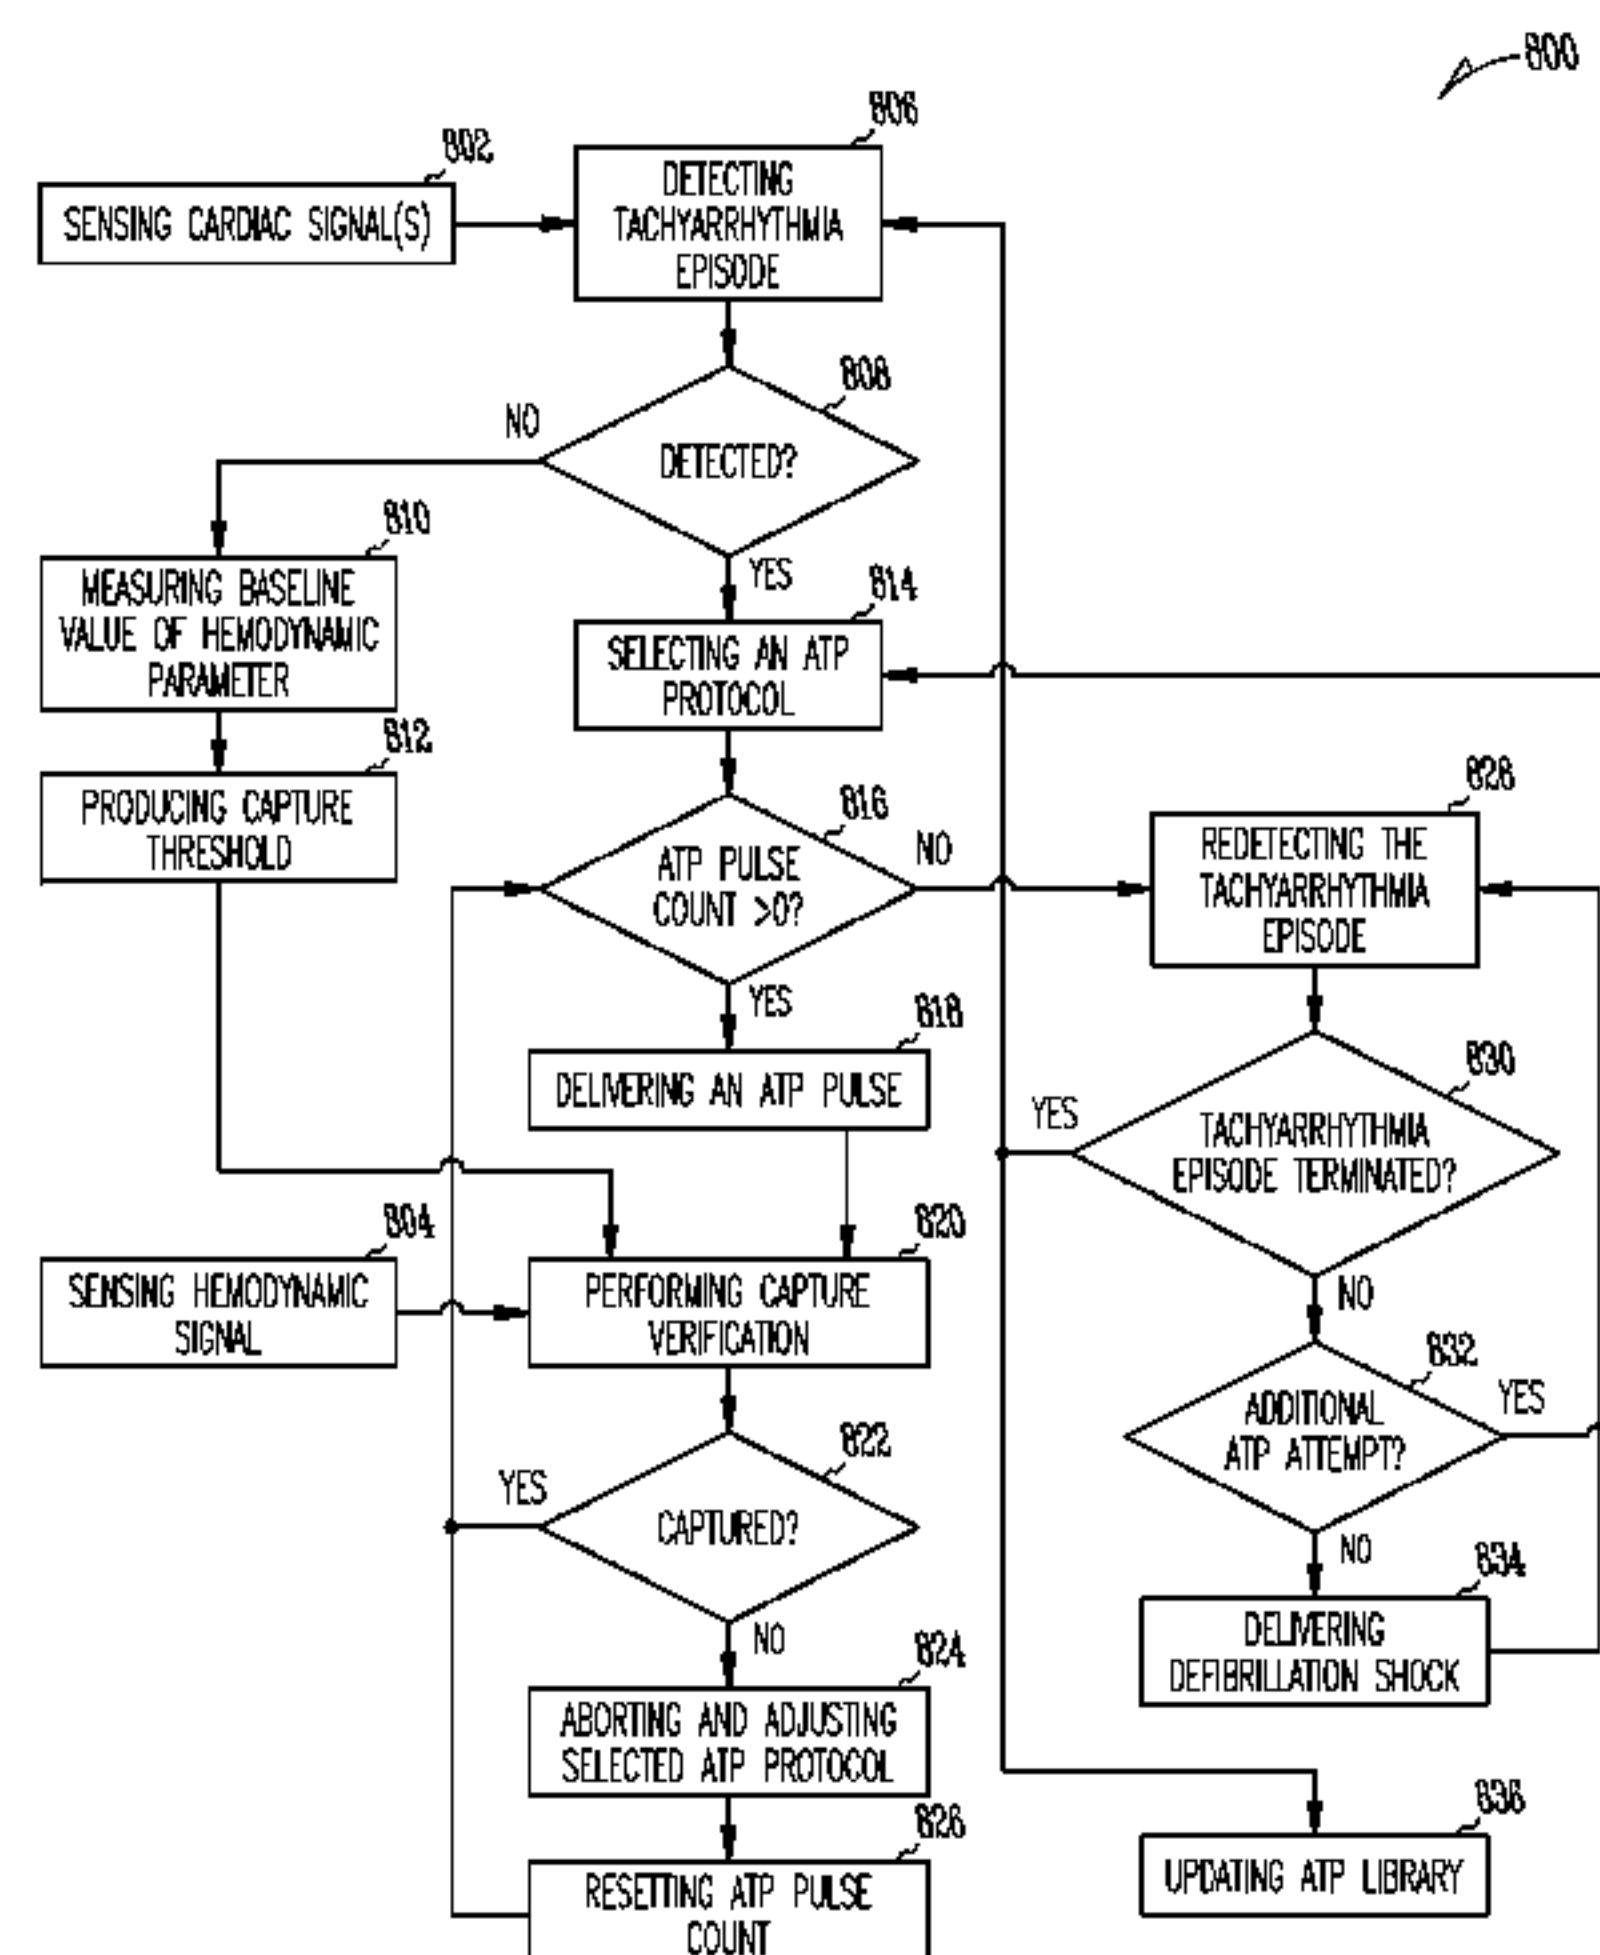 800
806
802
DETECTING
TACHYARRHYTHMIA
EPISODE
SENSING CARDIAC SIGNAL(S)
808
NO
DETECTED?
810
YES
MEASURING BASELINE
VALUE OF HEMODYNAMIC
PARAMETER
814
SELECTING AN ATP
PROTOCOL
812
PRODUCING CAPTURE
THRESHOLD
816
ATP PULSE
COUNT >0?
NO
828
REDETECTING THE
TACHYARRHYTHMIA
EPISODE
YES
818
DELIVERING AN ATP PULSE
830
YES
TACHYARRHYTHMIA
EPISODE TERMINATED?
804
SENSING HEMODYNAMIC
SIGNAL
820
PERFORMING CAPTURE
VERIFICATION
NO
832
ADDITIONAL
ATP ATTEMPT?
YES
822
YES
CAPTURED?
NO
NO
834
DELIVERING
DEFIBRILLATION SHOCK
824
ABORTING AND ADJUSTING
SELECTED ATP PROTOCOL
836
UPDATING ATP LIBRARY
826
RESETTING ATP PULSE
COUNT